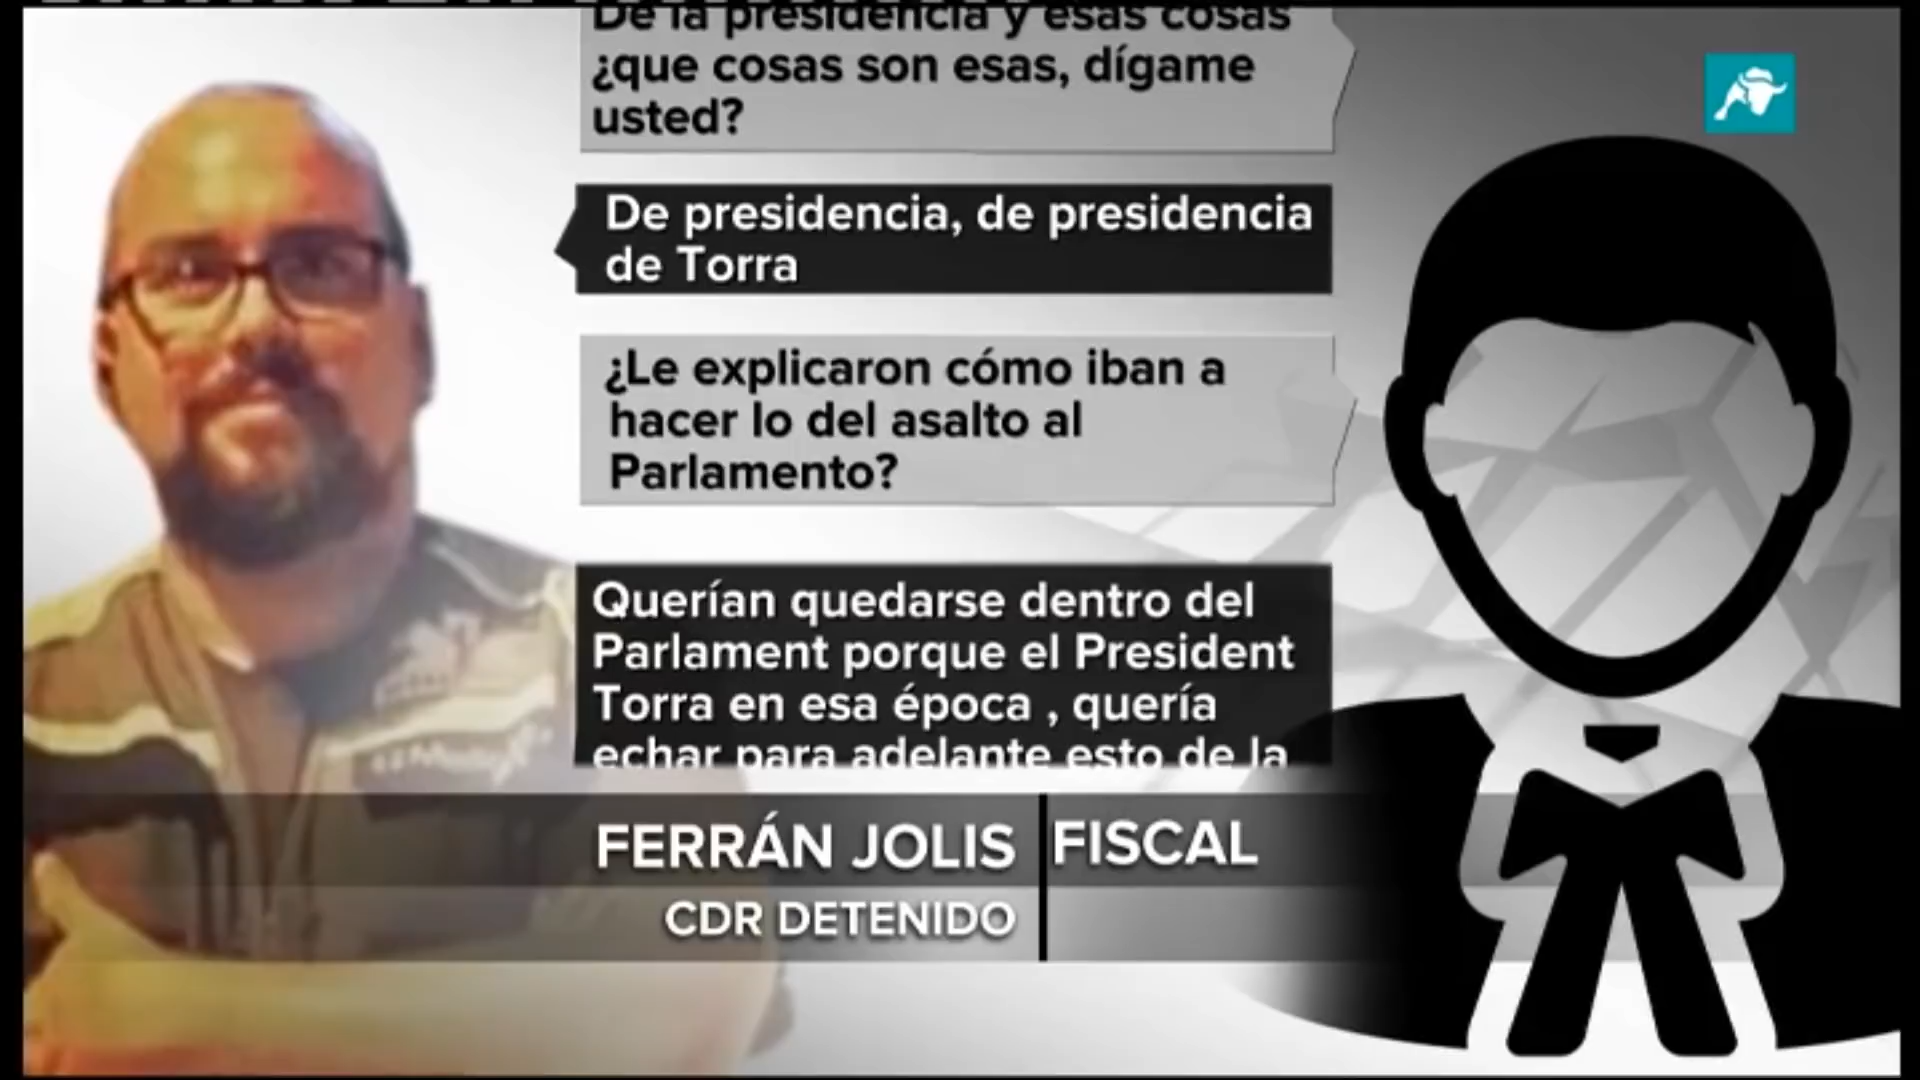 De la presidencia y esas cosas
¿que cosas son esas, dígame
usted?
De presidencia, de presidencia
de Torra
¿Le explicaron cómo iban a
hacer lo del asalto al
Parlamento?
Querían quedarse dentro del
Parlament porque el President
Torra en esa época , quería
echar para adelante esto de la
FERRÁN JOLIS
FISCAL
CDR DETENIDO